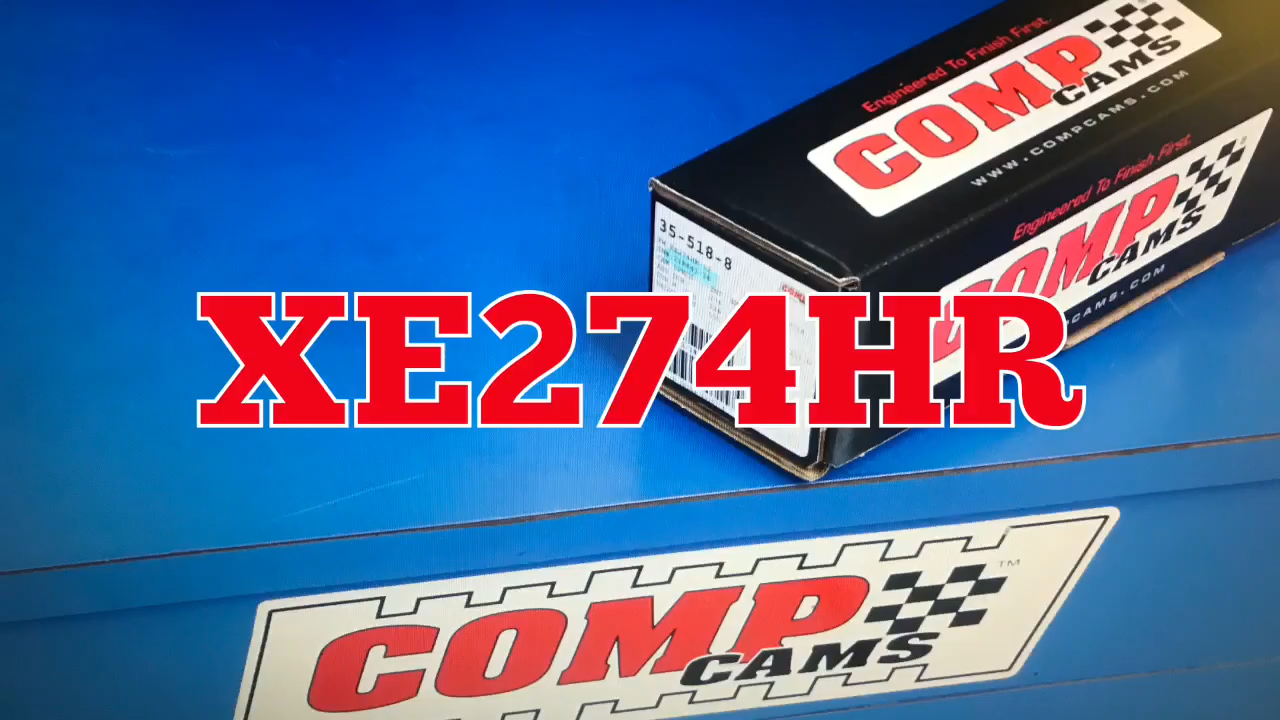 Engineered To Finish First.
COMP
CAMS
®
WWW.COMPCAMS.COM
Engineered To Finish First.
COMP
CAMS
35-518-8
XE274HR
COMP
CAMS
TM